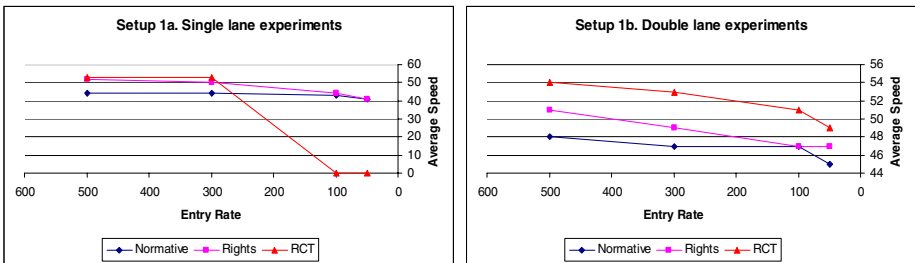 Setup 1a. Single lane experiments
60
50
40
30
20
10
0
Average Speed
600 500 400 300 200 100 0
Entry Rate
Normative Rights RCT
Setup 1b. Double lane experiments
56
54
52
50
48
46
44
Average Speed
600 500 400 300 200 100 0
Entry Rate
Normative Rights RCT